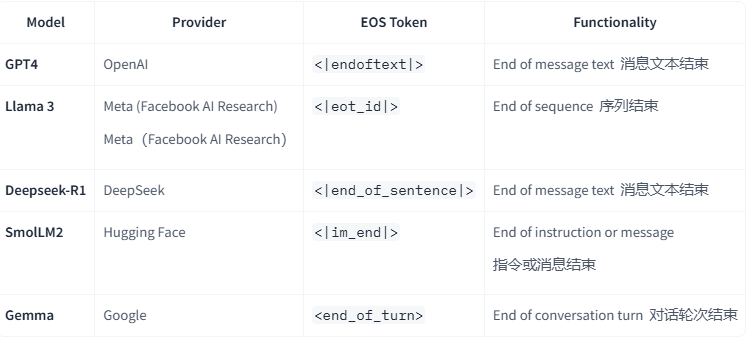 Model Provider EOS Token Functionality
GPT4 OpenAI <|endoftext|> End of message text 消息文本结束
Llama 3 Meta (Facebook AI Research) <|eot_id|> End of sequence 序列结束
Meta（Facebook AI Research）
Deepseek-R1 DeepSeek <|end_of_sentence|> End of message text 消息文本结束
SmolLM2 Hugging Face <|im_end|> End of instruction or message
指令或消息结束
Gemma Google <end_of_turn> End of conversation turn 对话轮次结束